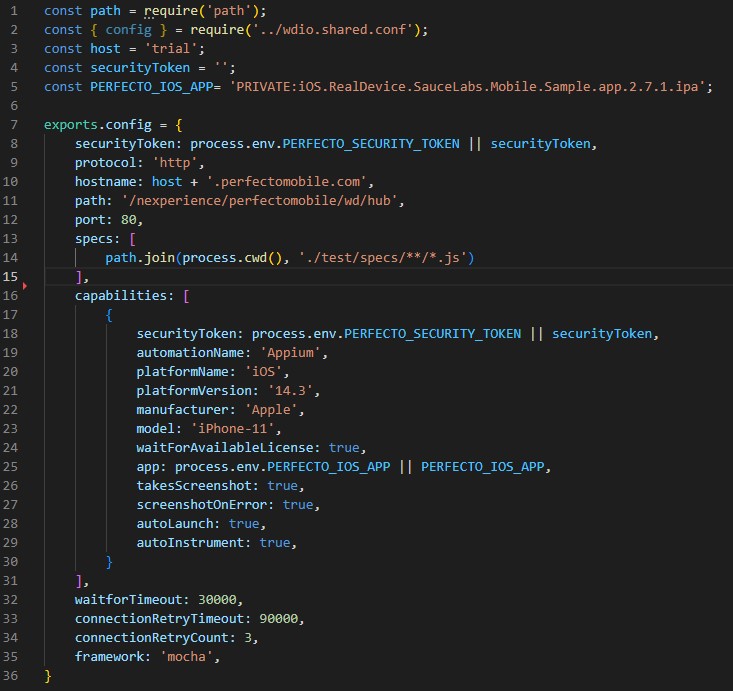 1 const path = require('path');
2 const { config } = require('../wdio.shared.conf');
3 const host = 'trial';
4 const securityToken = '';
5 const PERFECTO_IOS_APP= 'PRIVATE:iOS.RealDevice.SauceLabs.Mobile.Sample.app.2.7.1.ipa';
6
7 exports.config = {
8     securityToken: process.env.PERFECTO_SECURITY_TOKEN || securityToken,
9     protocol: 'http',
10     hostname: host + '.perfectomobile.com',
11     path: '/nexperience/perfectomobile/wd/hub',
12     port: 80,
13     specs: [
14         path.join(process.cwd(), './test/specs/**/*.js')
15     ],
16     capabilities: [
17         {
18             securityToken: process.env.PERFECTO_SECURITY_TOKEN || securityToken,
19             automationName: 'Appium',
20             platformName: 'iOS',
21             platformVersion: '14.3',
22             manufacturer: 'Apple',
23             model: 'iPhone-11',
24             waitForAvailableLicense: true,
25             app: process.env.PERFECTO_IOS_APP || PERFECTO_IOS_APP,
26             takesScreenshot: true,
27             screenshotOnError: true,
28             autoLaunch: true,
29             autoInstrument: true,
30         }
31     ],
32     waitforTimeout: 30000,
33     connectionRetryTimeout: 90000,
34     connectionRetryCount: 3,
35     framework: 'mocha',
36 }